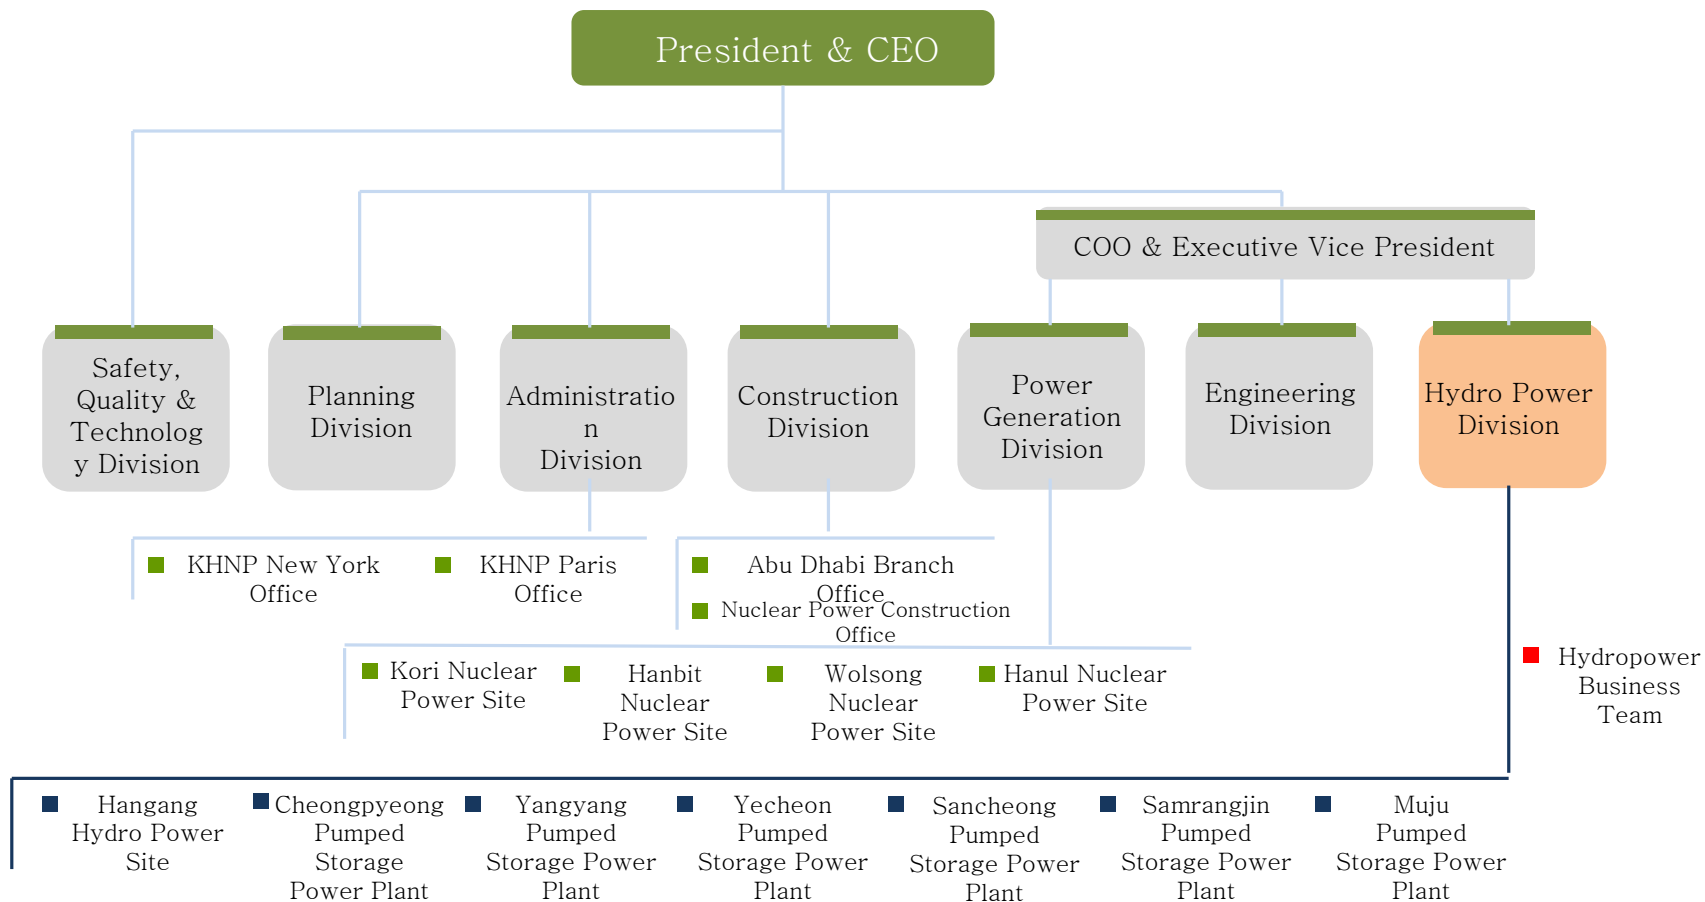 President & CEO
COO & Executive Vice President
Safety,
Quality &
Technolog
y Division
Planning
Division
Administratio
n
Division
Construction
Division
Power
Generation
Division
Engineering
Division
Hydro Power
Division
KHNP New York
Office
KHNP Paris
Office
Abu Dhabi Branch
Office
Nuclear Power Construction
Office
Kori Nuclear
Power Site
Hanbit
Nuclear
Power Site
Wolsong
Nuclear
Power Site
Hanul Nuclear
Power Site
Hydropower
Business
Team
Hangang
Hydro Power
Site
Cheongpyeong
Pumped
Storage
Power Plant
Yangyang
Pumped
Storage Power
Plant
Yecheon
Pumped
Storage Power
Plant
Sancheong
Pumped
Storage Power
Plant
Samrangjin
Pumped
Storage Power
Plant
Muju
Pumped
Storage Power
Plant